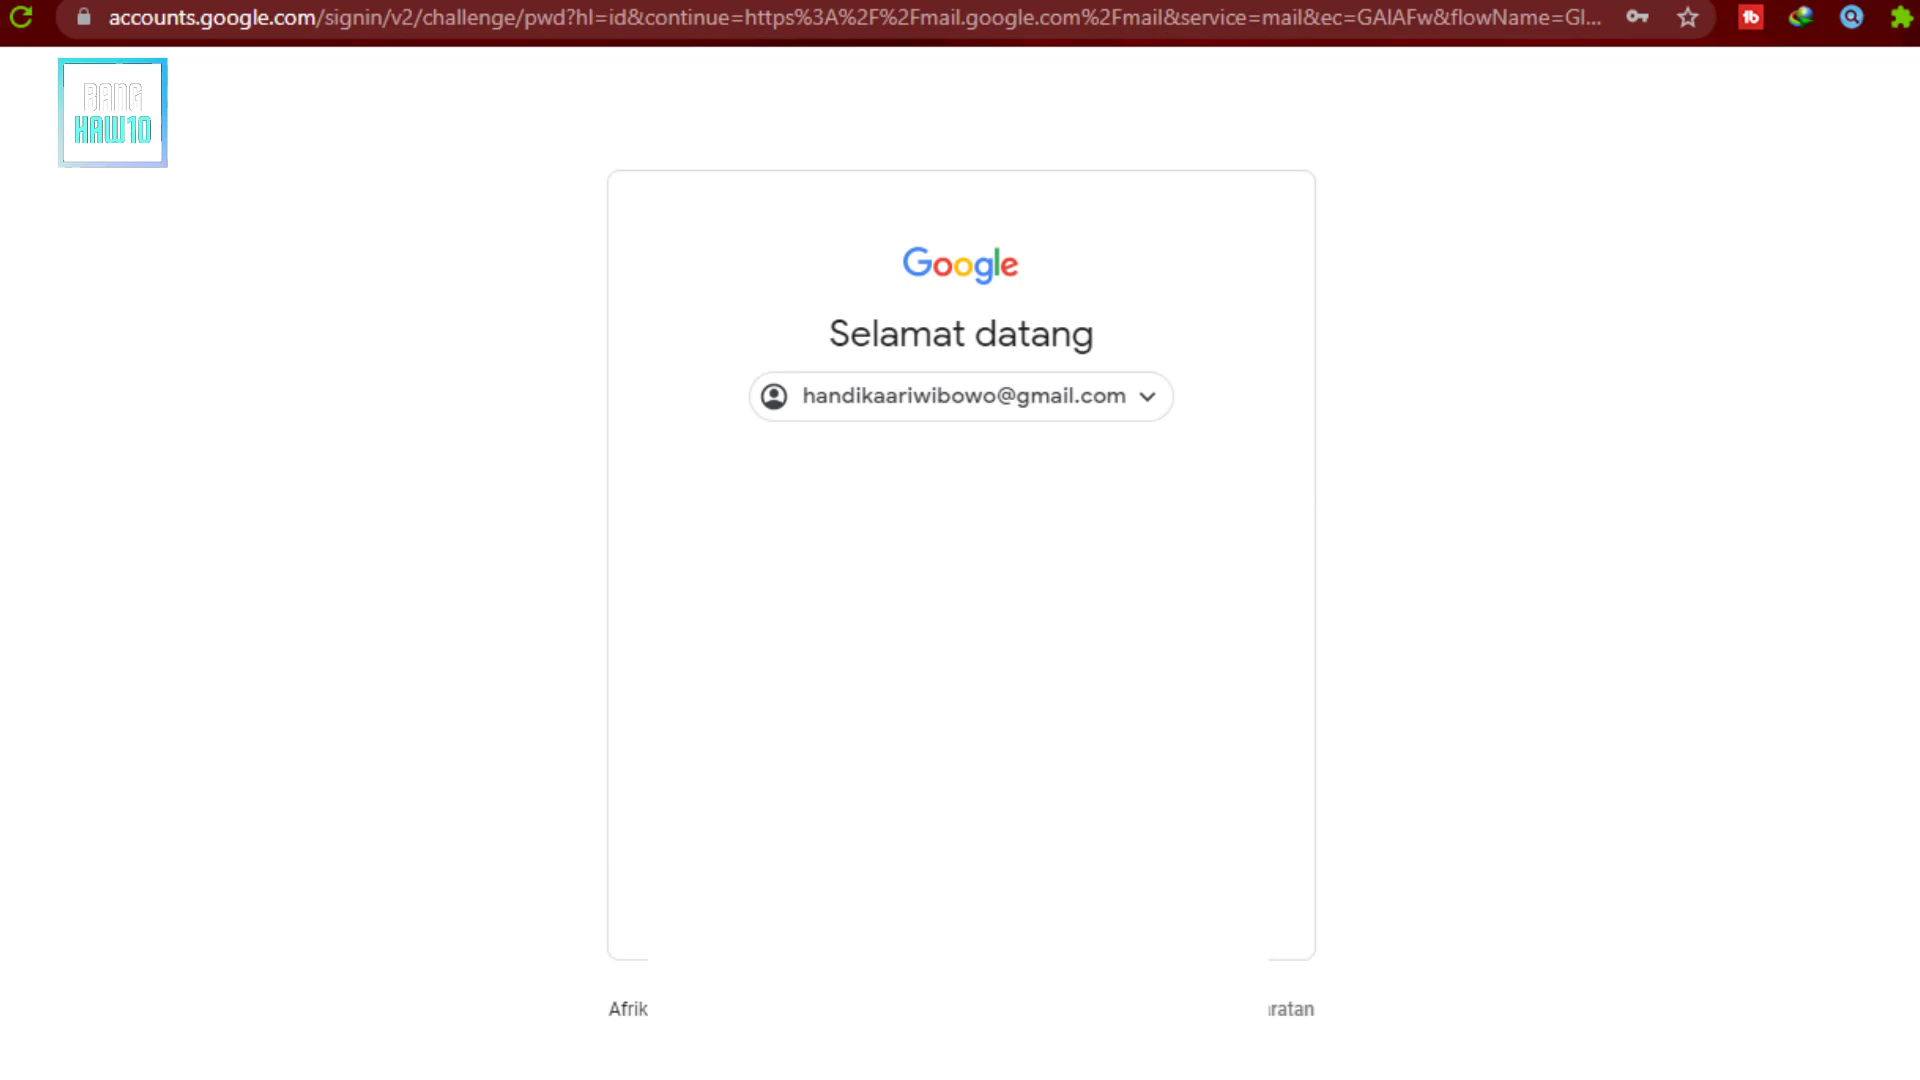 accounts.google.com/signin/v2/challenge/pwd?hl=id&continue=https%3A%2F%2Fmail.google.com%2Fmail&service=mail&ec=GAlAFw&flowName=Gl...
BANG
HAW10
Google
Selamat datang
handikaariwibowo@gmail.com
Afrik
ratan